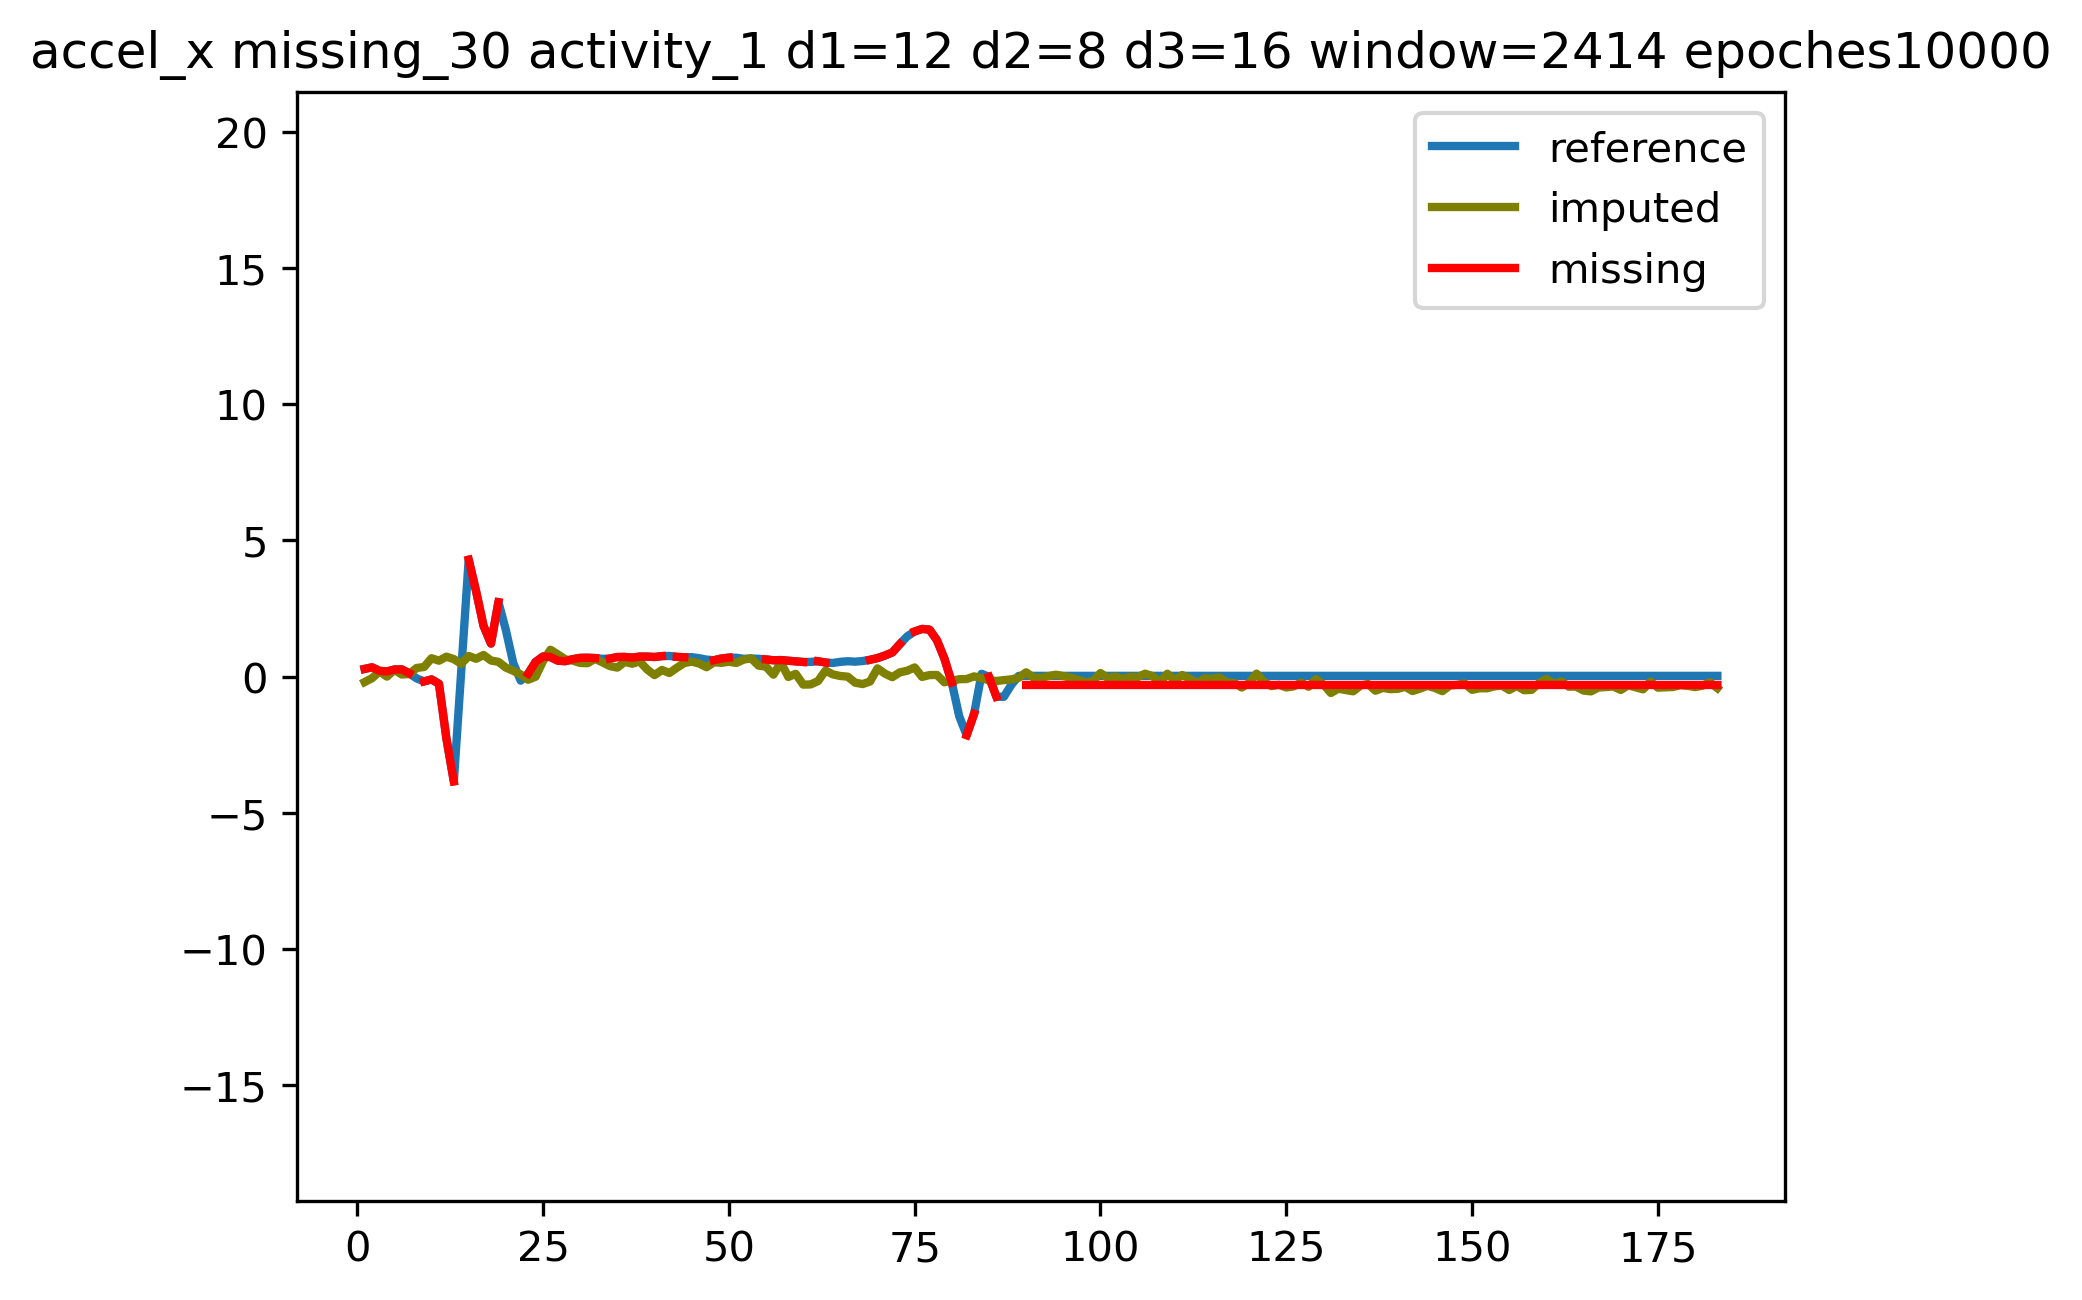 accel_x missing_30 activity_1 d1=12 d2=8 d3=16 window=2414 epoches10000
reference
imputed
missing
20
15
10
5
0
−5
−10
−15
0 25 50 75 100 125 150 175